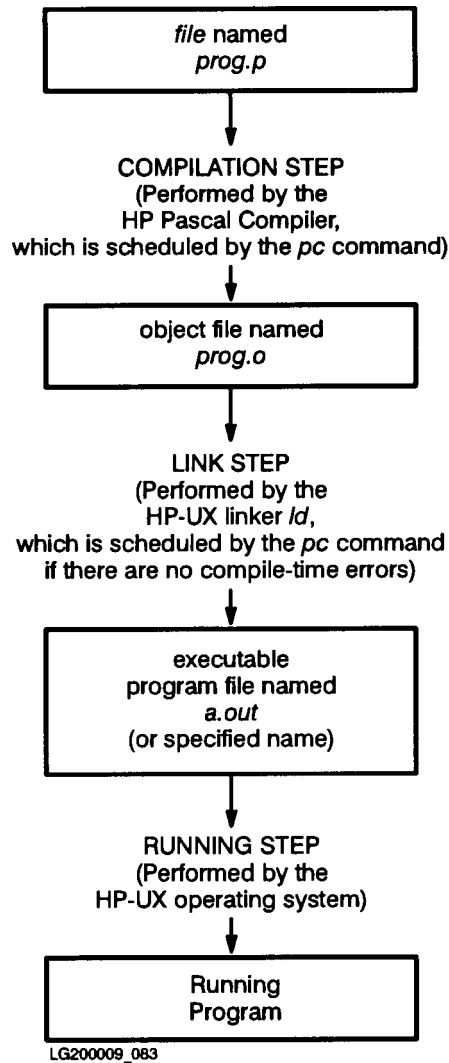 file named
prog.p
COMPILATION STEP
(Performed by the
HP Pascal Compiler,
which is scheduled by the pc command)
object file named
prog.o
LINK STEP
(Performed by the
HP-UX linker ld,
which is scheduled by the pc command
if there are no compile-time errors)
executable
program file named
a.out
(or specified name)
RUNNING STEP
(Performed by the
HP-UX operating system)
Running
Program
LG200009_083